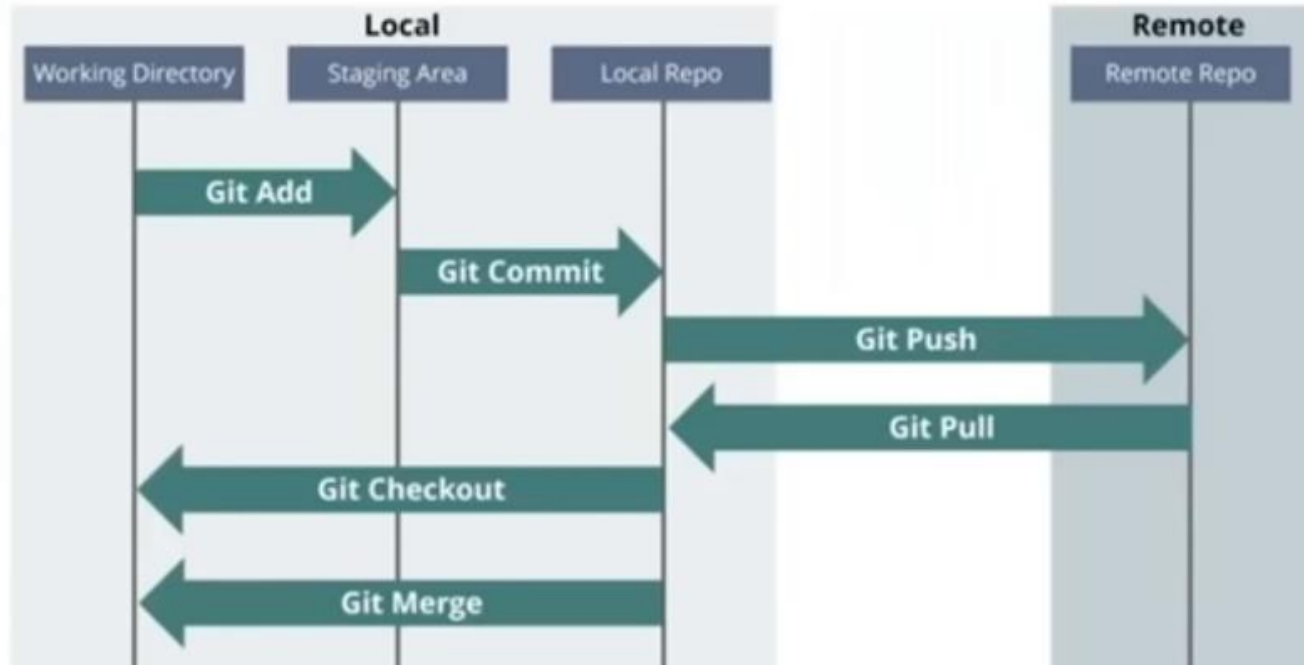 Local
Remote
Working Directory
Staging Area
Local Repo
Remote Repo
Git Add
Git Commit
Git Push
Git Pull
Git Checkout
Git Merge